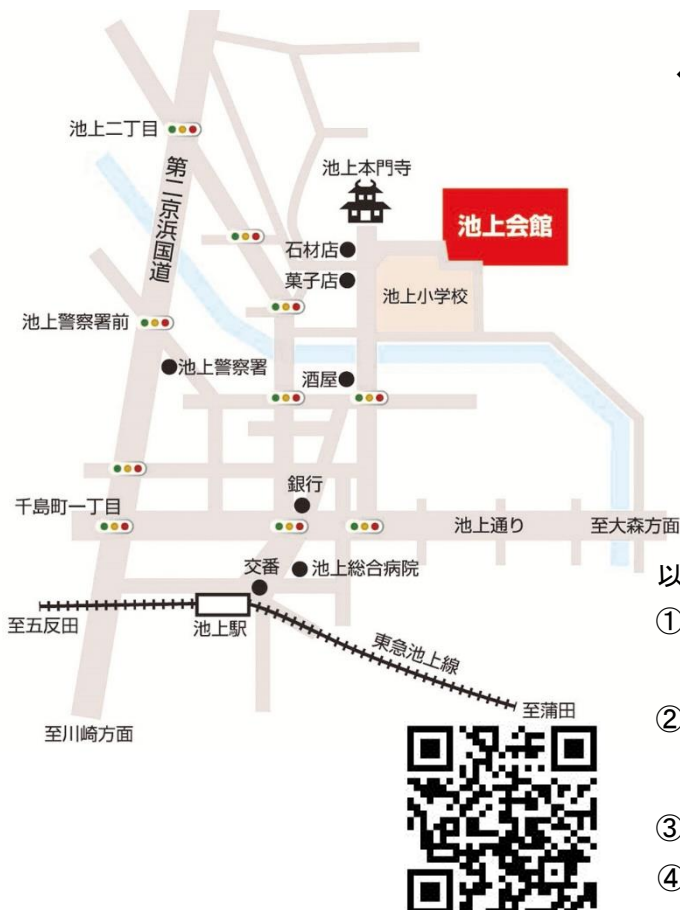 池上二丁目
第二京浜国道
池上本門寺
池上会館
石材店
菓子店
池上小学校
池上警察署前
池上警察署
酒屋
銀行
千鳥町一丁目
池上通り
至大森方面
交番
池上総合病院
以
至五反田
池上駅
①
東急池上線
至蒲田
②
至川崎方面
③
④